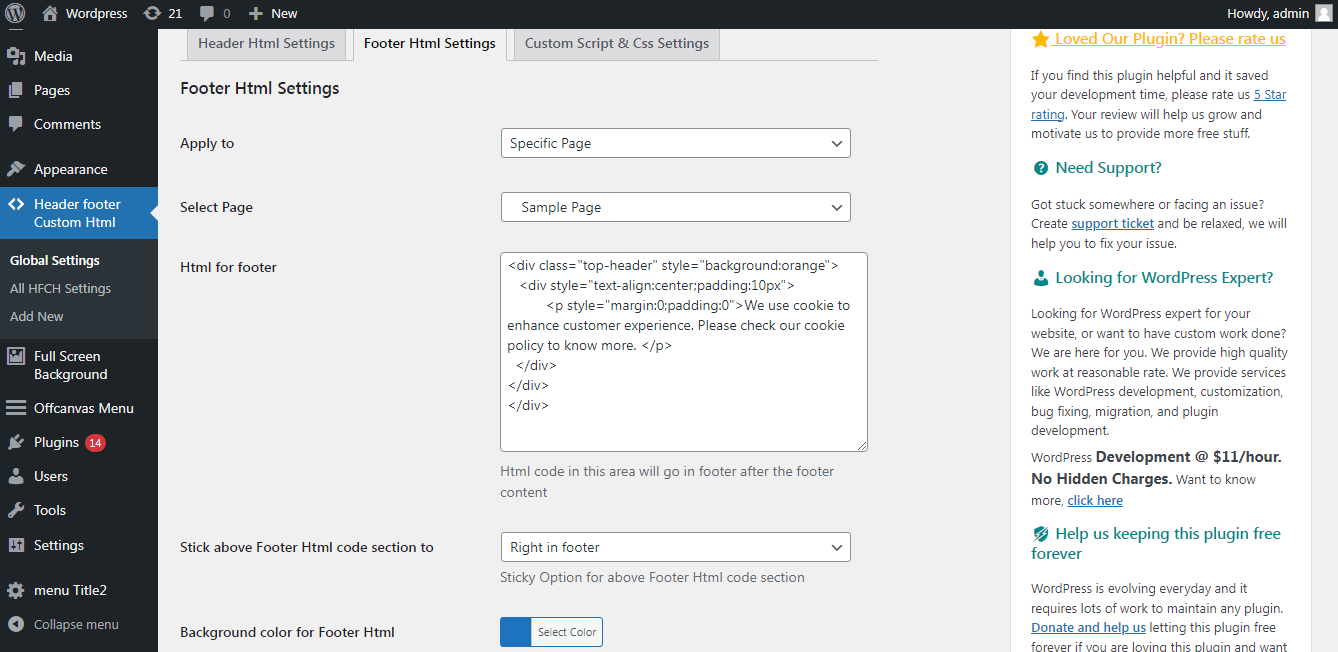 Wordpress 21 0 New Howdy, admin
Media
Pages
Comments
Appearance
Header footer
Custom Html
Global Settings
All HFCH Settings
Add New
Full Screen
Background
Offcanvas Menu
Plugins 14
Users
Tools
Settings
menu Title2
Collapse menu
Header Html Settings Footer Html Settings Custom Script & Css Settings
Footer Html Settings
Apply to Specific Page
Select Page Sample Page
Html for footer
<div class="top-header" style="background:orange">
<div style="text-align:center;padding:10px">
<p style="margin:0;padding:0">We use cookie to
enhance customer experience. Please check our cookie
policy to know more. </p>
</div>
</div>
</div>
Html code in this area will go in footer after the footer
content
Stick above Footer Html code section to Right in footer
Sticky Option for above Footer Html code section
Background color for Footer Html Select Color
Loved Our Plugin? Please rate us
If you find this plugin helpful and it saved
your development time, please rate us 5 Star
rating. Your review will help us grow and
motivate us to provide more free stuff.
Need Support?
Got stuck somewhere or facing an issue?
Create support ticket and be relaxed, we will
help you to fix your issue.
Looking for WordPress Expert?
Looking for WordPress expert for your
website, or want to have custom work done?
We are here for you. We provide high quality
work at reasonable rate. We provide services
like WordPress development, customization,
bug fixing, migration, and plugin
development.
WordPress Development @ $11/hour.
No Hidden Charges. Want to know
more, click here
Help us keeping this plugin free
forever
WordPress is evolving everyday and it
requires lots of work to maintain any plugin.
Donate and help us letting this plugin free
forever if you are loving this plugin and want